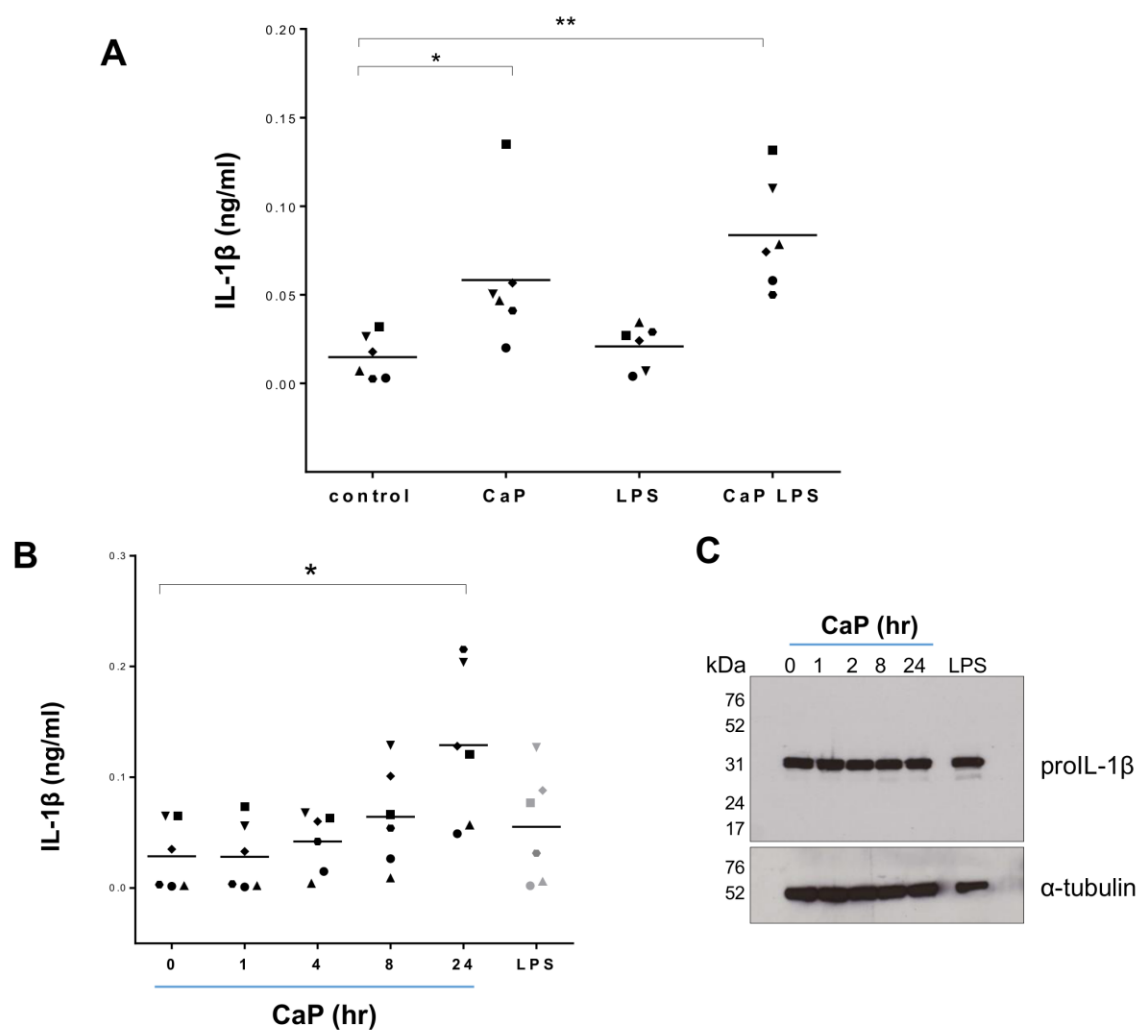 A
**
*
IL-1β (ng/ml)
0.20
0.15
0.10
0.05
0.00
control CaP LPS CaP LPS
B
*
IL-1β (ng/ml)
0.3
0.2
0.1
0.0
0 1 4 8 24 LPS
CaP (hr)
C
CaP (hr)
kDa 0 1 2 8 24 LPS
76
52
31 proIL-1β
24
17
76
52 α-tubulin